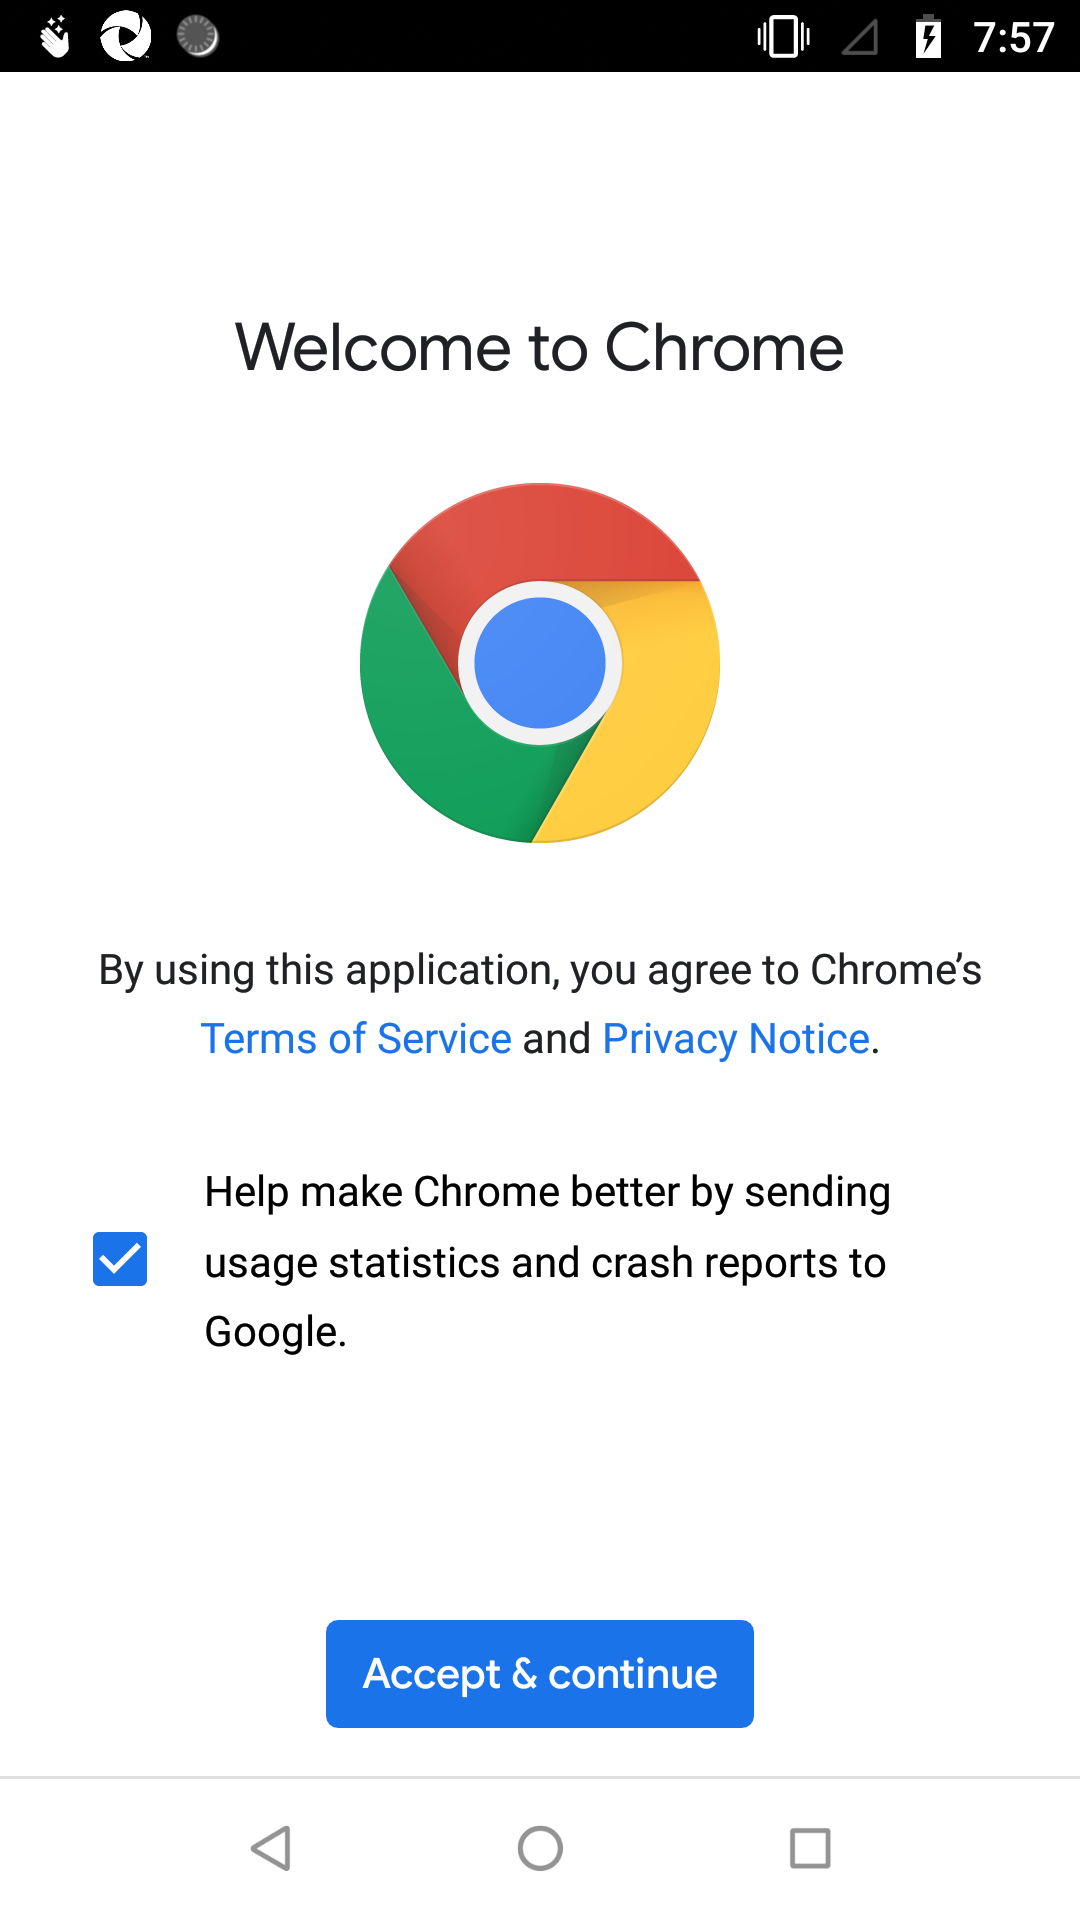 7:57
Welcome to Chrome
By using this application, you agree to Chrome’s
Terms of Service and Privacy Notice.
Help make Chrome better by sending
usage statistics and crash reports to
Google.
Accept & continue